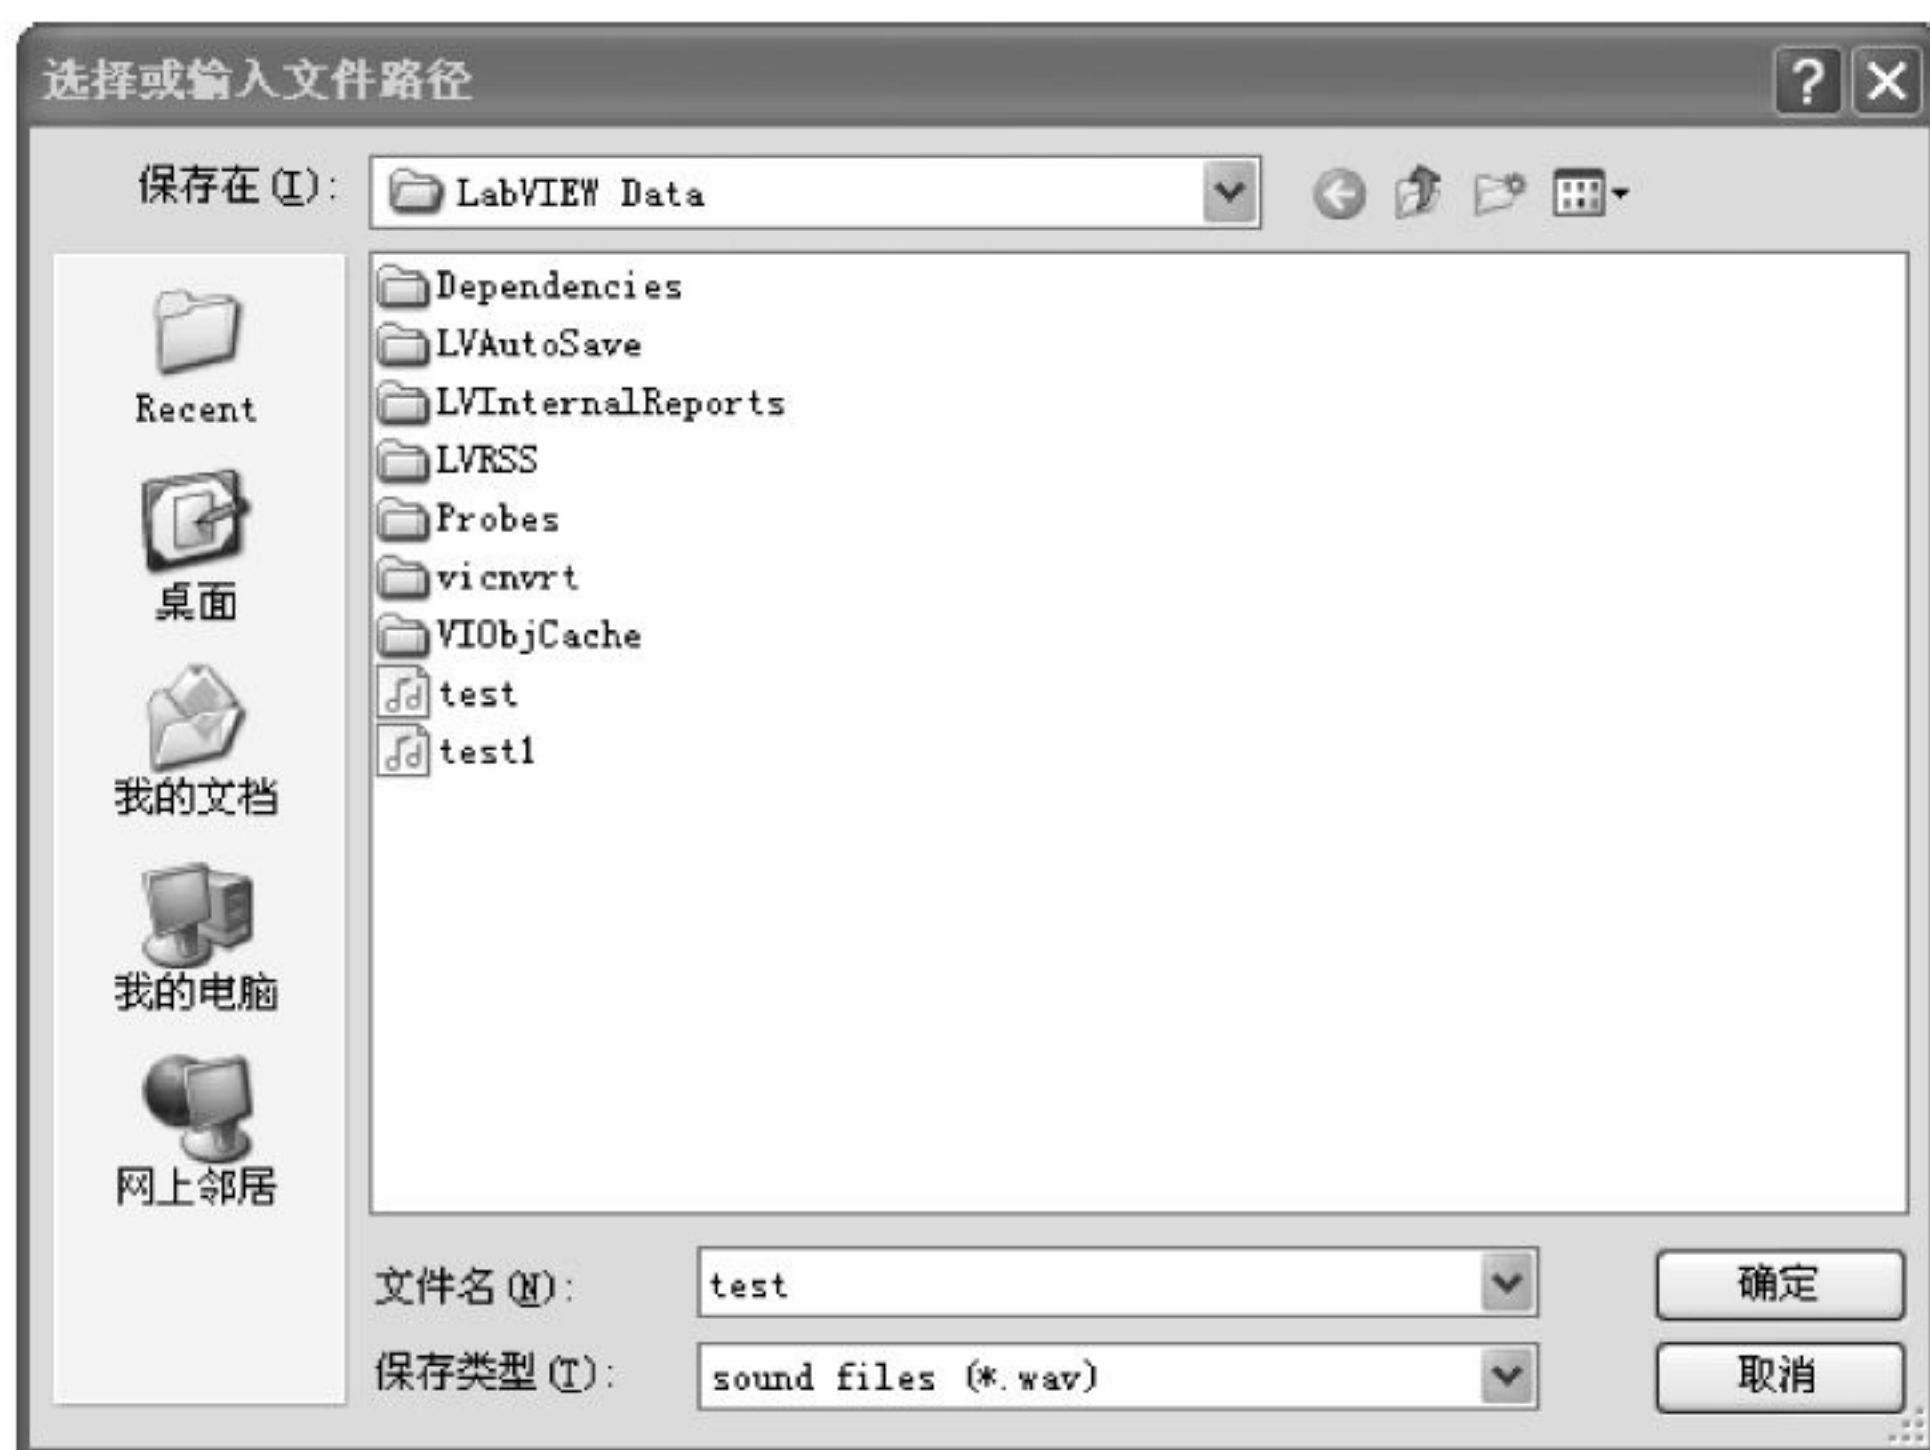 选择或输入文件路径
保存在(I):
LabVIEW Data
Recent
桌面
我的文档
我的电脑
网上邻居
Dependencies
LVAutoSave
LVInternalReports
LVRSS
Probes
vicnvrt
VIObjCache
test
test1
文件名(N):
test
确定
保存类型(T):
sound files (*.wav)
取消